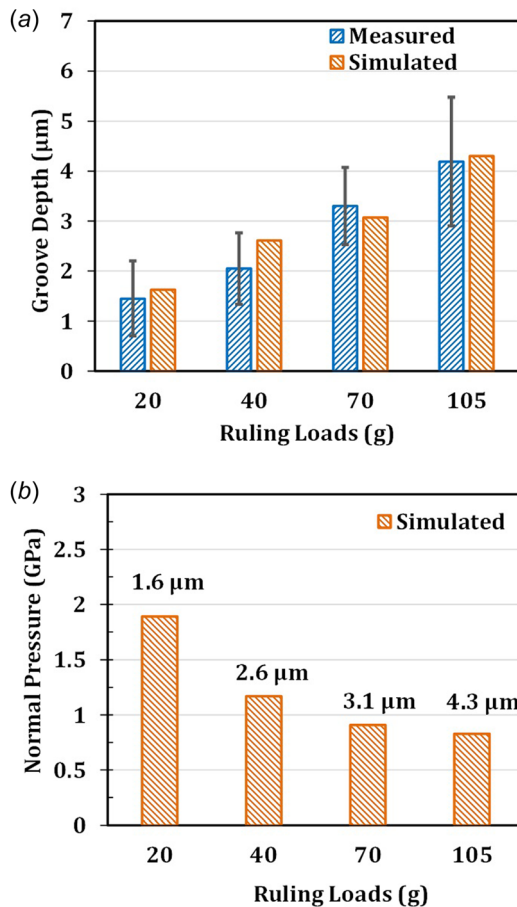 (a)
Measured
Simulated
Groove Depth (μm)
7
6
5
4
3
2
1
0
20 40 70 105
Ruling Loads (g)
(b)
Simulated
Normal Pressure (GPa)
3
2.5
2
1.5
1
0.5
0
1.6 μm
2.6 μm
3.1 μm
4.3 μm
20 40 70 105
Ruling Loads (g)